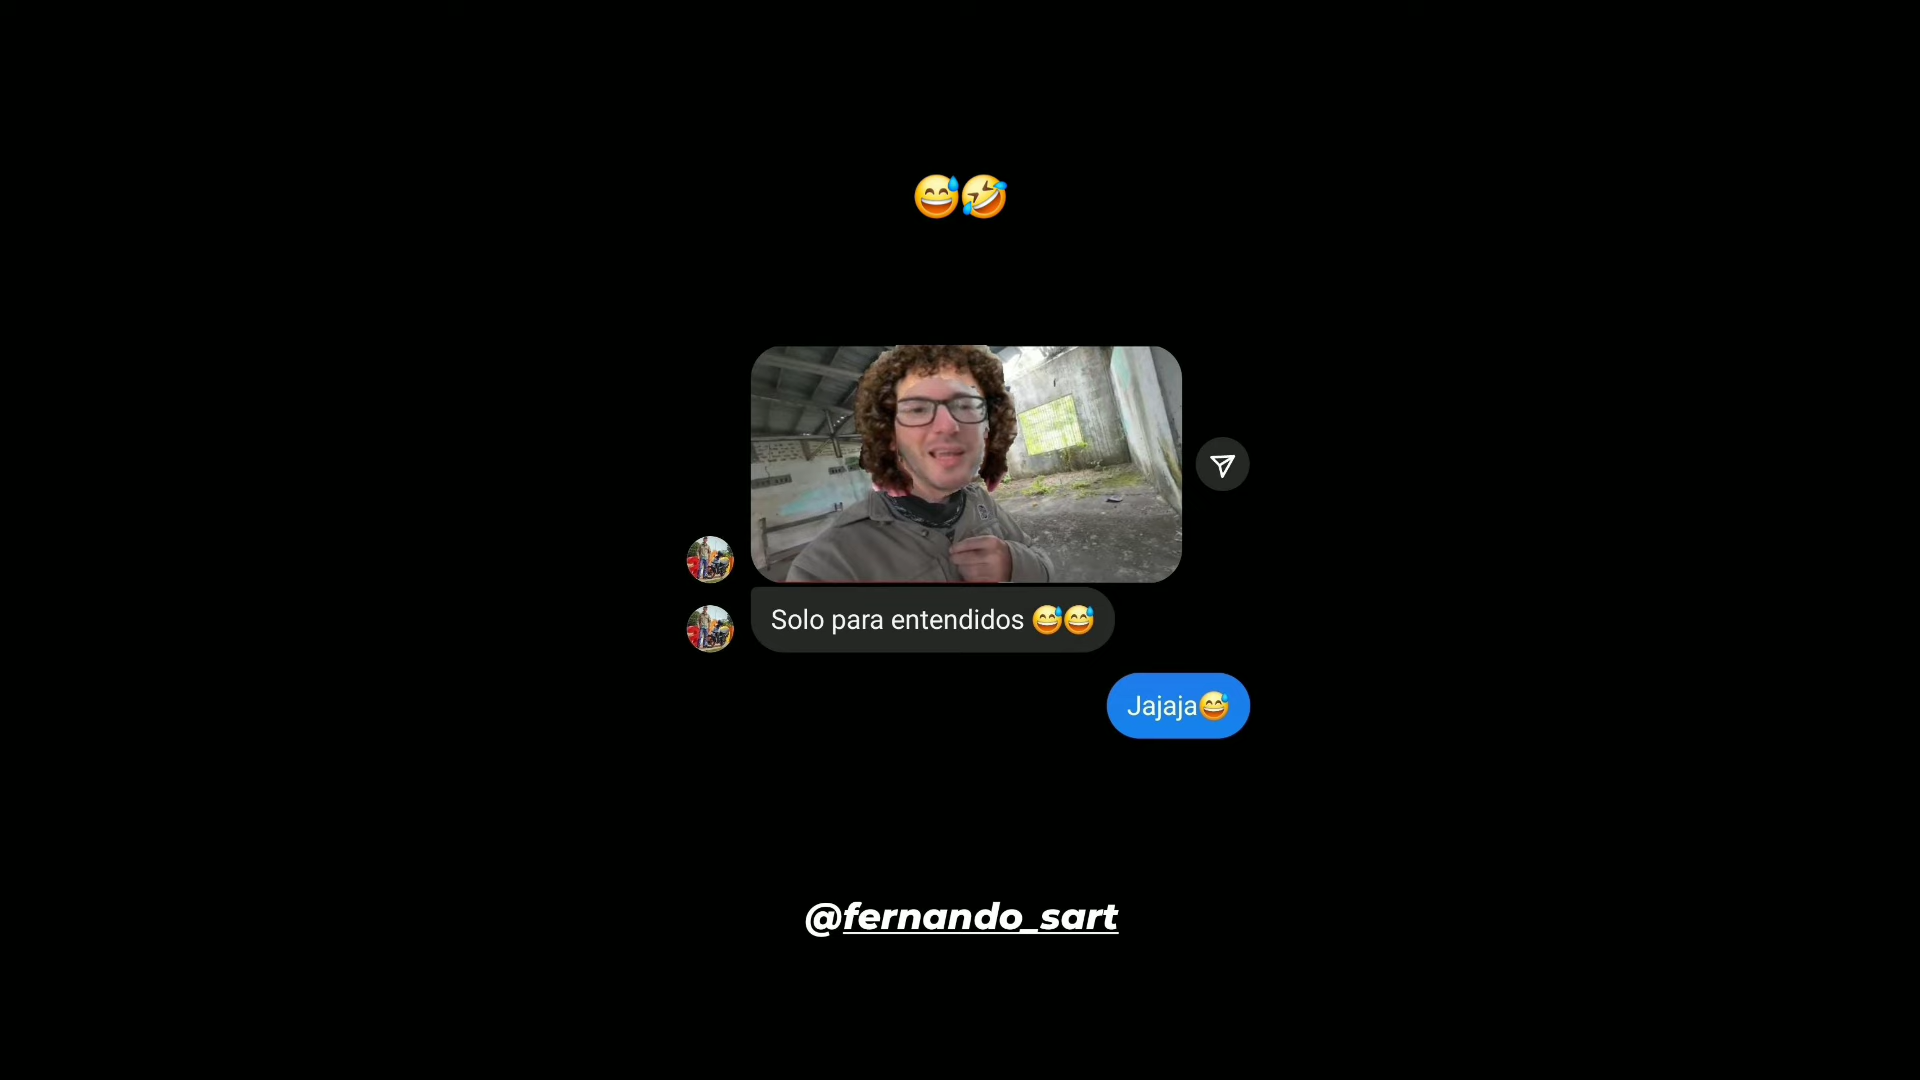 😅🤣
Solo para entendidos 😅😅
Jajaja😅
@fernando_sart